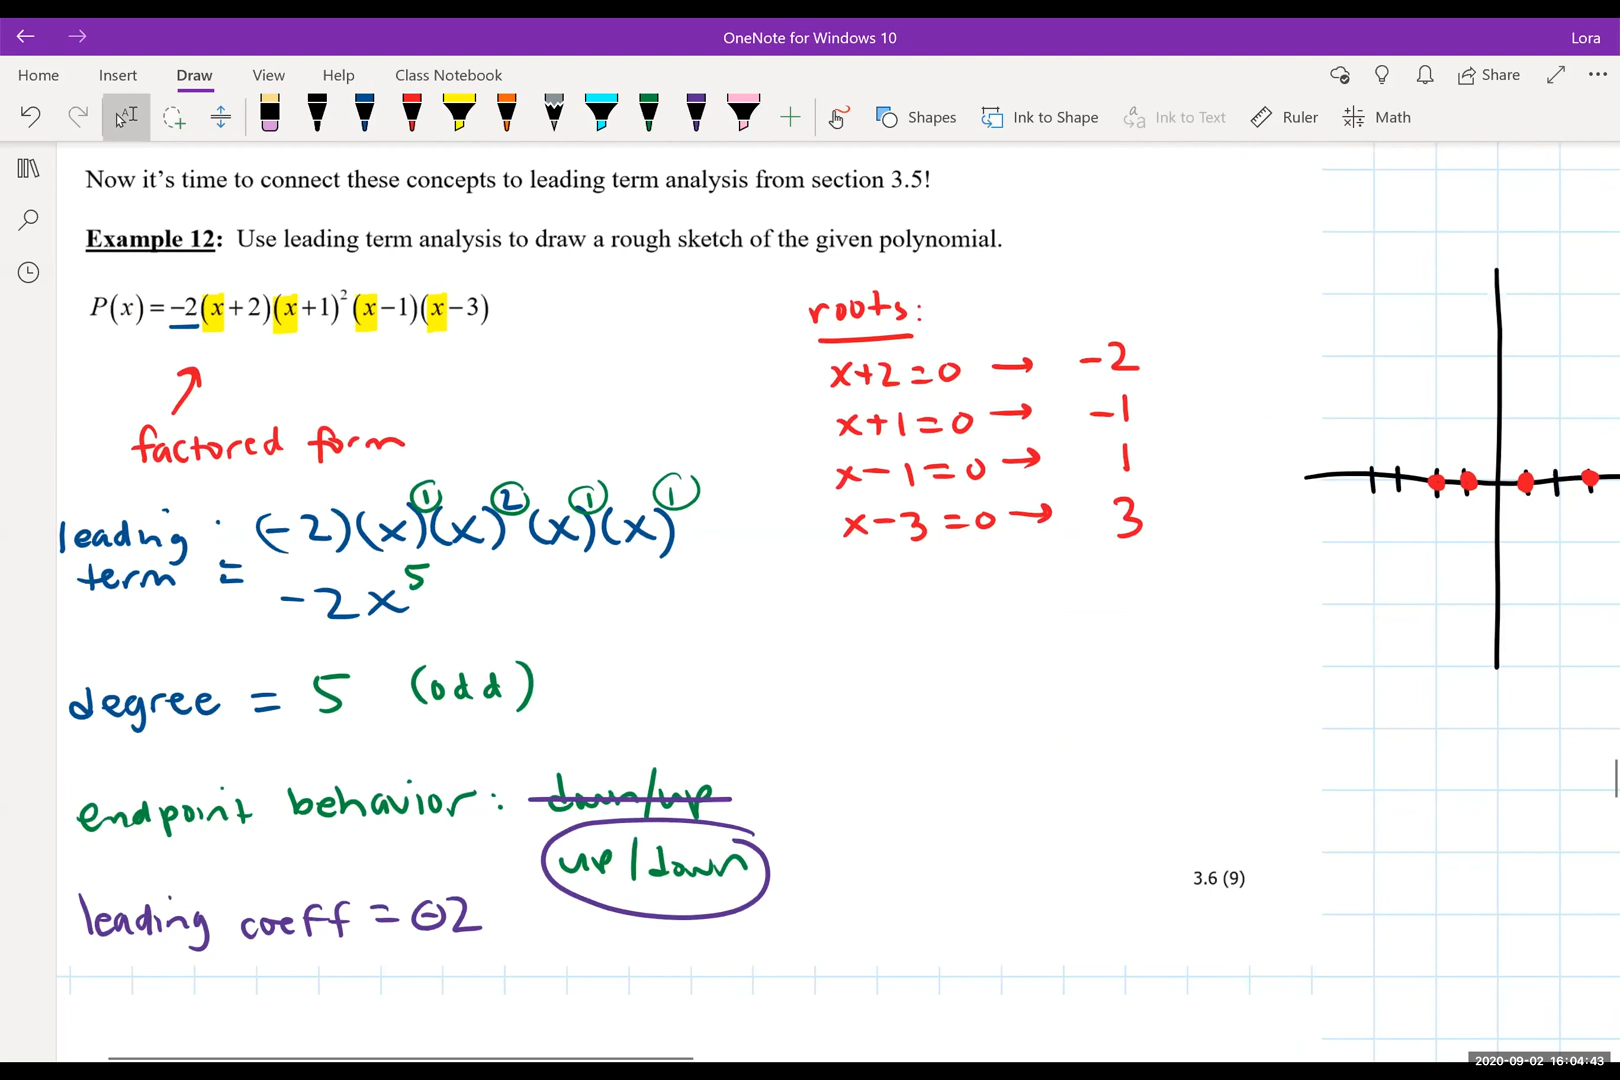 OneNote for Windows 10
Lora
Home Insert Draw View Help Class Notebook Share
Shapes Ink to Shape Ink to Text Ruler Math
Now it's time to connect these concepts to leading term analysis from section 3.5!
Example 12: Use leading term analysis to draw a rough sketch of the given polynomial.
P(x) = −2(x+2)(x+1)²(x−1)(x−3)
factored form
roots:
x+2=0 → -2
x+1=0 → -1
x-1=0 → 1
x-3=0 → 3
leading term : (-2)(x)^1(x)^2(x)^1(x)^1
= -2x^5
degree = 5 (odd)
endpoint behavior: down/up
up/down
leading coeff = -2
3.6 (9)
2020-09-02 16:04:43